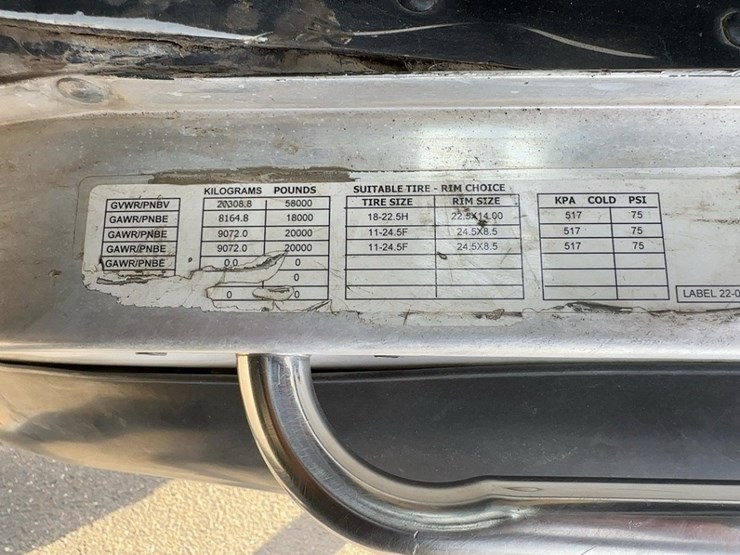 KILOGRAMS POUNDS SUITABLE TIRE - RIM CHOICE
GVWR/PNBV 26308.8 58000 TIRE SIZE RIM SIZE KPA COLD PSI
GAWR/PNBE 8164.8 18000 18-22.5H 22.5X14.00 517 75
GAWR/PNBE 9072.0 20000 11-24.5F 24.5X8.5 517 75
GAWR/PNBE 9072.0 20000 11-24.5F 24.5X8.5 517 75
GAWR/PNBE 0.0 0
0
0 0
LABEL 22-0